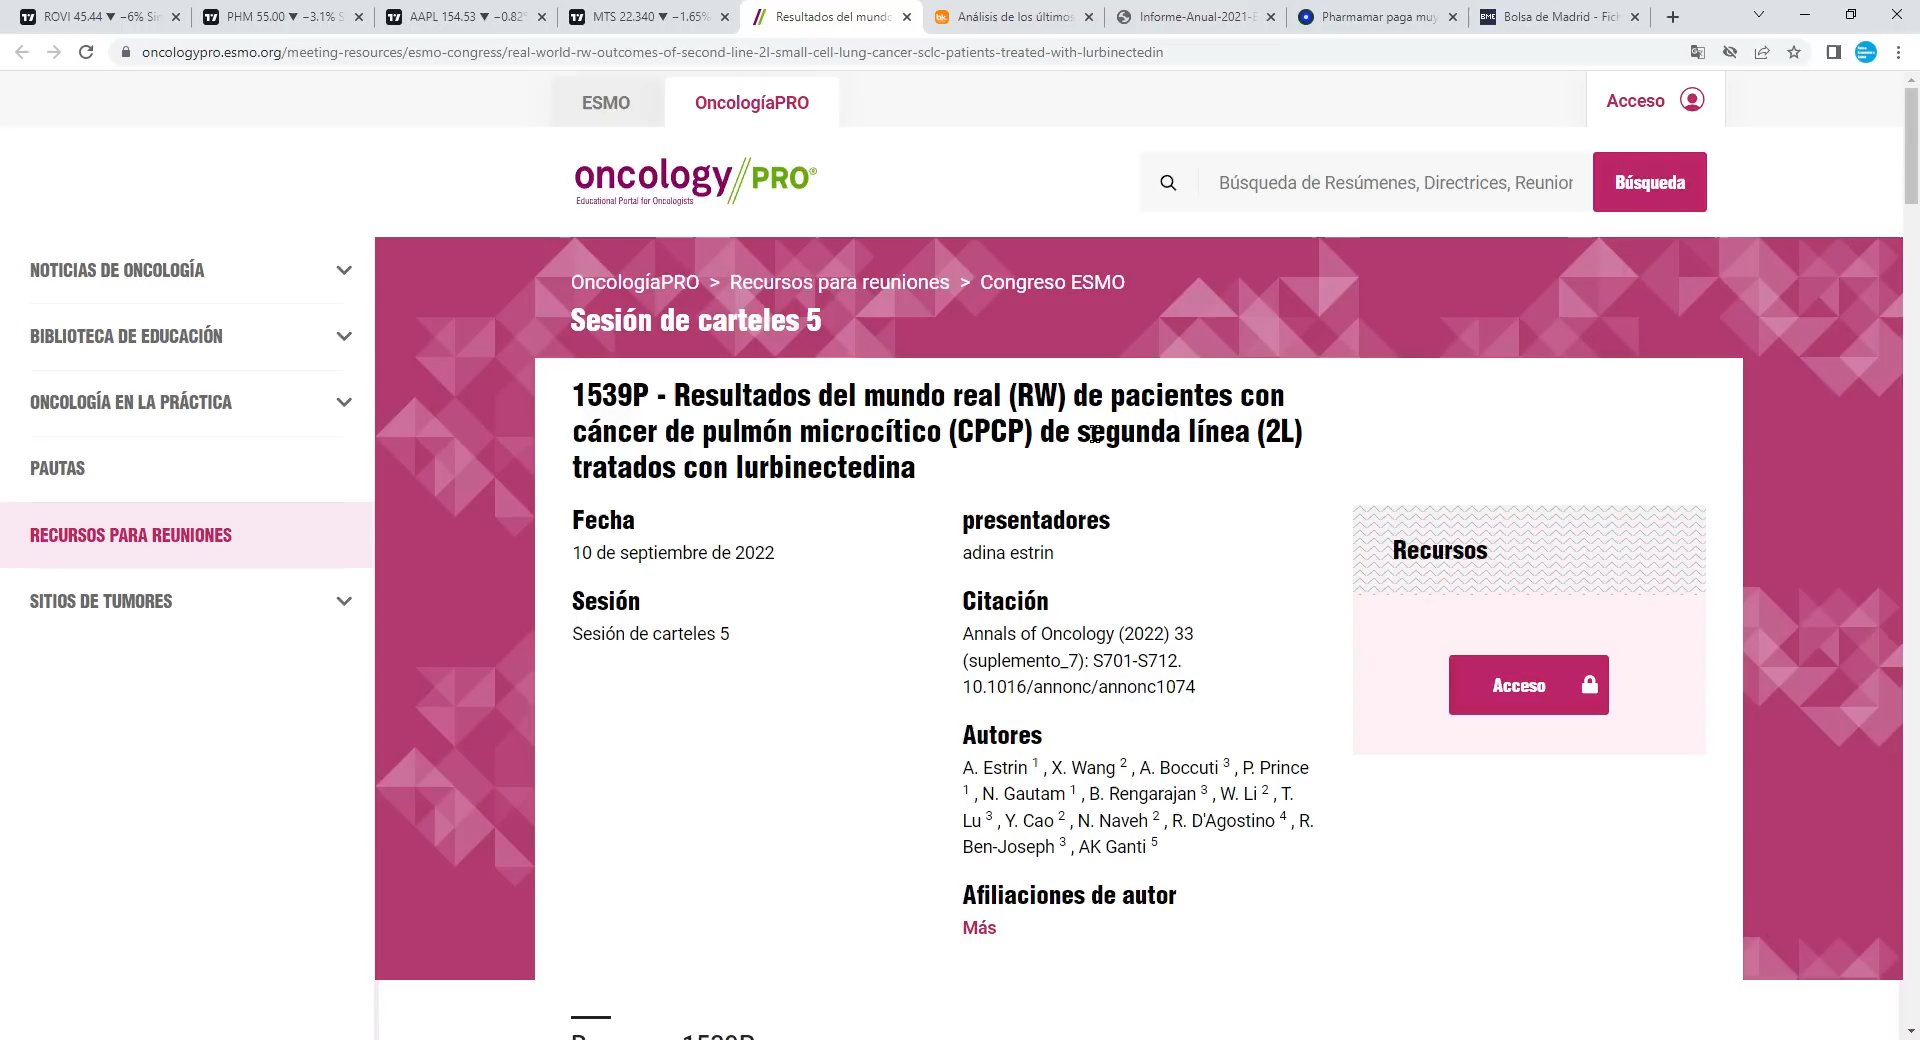 ROVI 45.44 ▼ −6% Sin
PHM 55.00 ▼ −3.1% S
AAPL 154.53 ▼ −0.82%
MTS 22.340 ▼ −1.65%
Resultados del mundo
Análisis de los últimos
Informe-Anual-2021-E
Pharmamar paga muy
BME Bolsa de Madrid - Fich
oncologypro.esmo.org/meeting-resources/esmo-congress/real-world-rw-outcomes-of-second-line-2l-small-cell-lung-cancer-sclc-patients-treated-with-lurbinectedin
ESMO
OncologíaPRO
Acceso
oncology//PRO®
Educational Portal for Oncologists
Búsqueda de Resúmenes, Directrices, Reunior
Búsqueda
NOTICIAS DE ONCOLOGÍA
BIBLIOTECA DE EDUCACIÓN
ONCOLOGÍA EN LA PRÁCTICA
PAUTAS
RECURSOS PARA REUNIONES
SITIOS DE TUMORES
OncologíaPRO > Recursos para reuniones > Congreso ESMO
Sesión de carteles 5
1539P - Resultados del mundo real (RW) de pacientes con
cáncer de pulmón microcítico (CPCP) de segunda línea (2L)
tratados con lurbinectedina
Fecha
10 de septiembre de 2022
Sesión
Sesión de carteles 5
presentadores
adina estrin
Citación
Annals of Oncology (2022) 33
(suplemento_7): S701-S712.
10.1016/annonc/annonc1074
Autores
A. Estrin 1 , X. Wang 2 , A. Boccuti 3 , P. Prince
1 , N. Gautam 1 , B. Rengarajan 3 , W. Li 2 , T.
Lu 3 , Y. Cao 2 , N. Naveh 2 , R. D'Agostino 4 , R.
Ben-Joseph 3 , AK Ganti 5
Afiliaciones de autor
Más
Recursos
Acceso
1539P